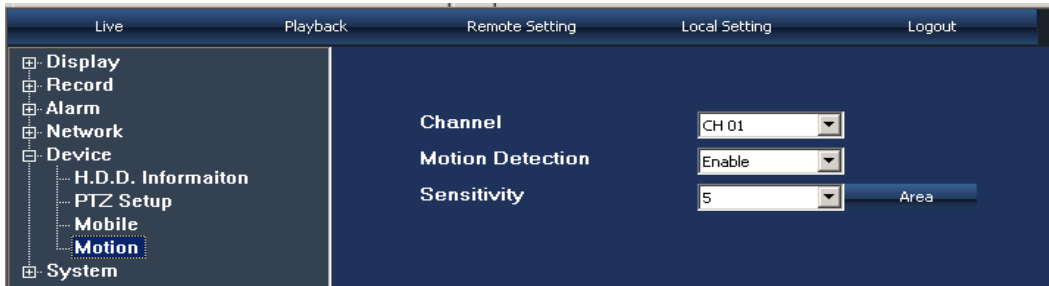 Live Playback Remote Setting Local Setting Logout
Display
Record
Alarm
Network
Device
H.D.D. Informaiton
PTZ Setup
Mobile
Motion
System
Channel CH 01
Motion Detection Enable
Sensitivity 5 Area